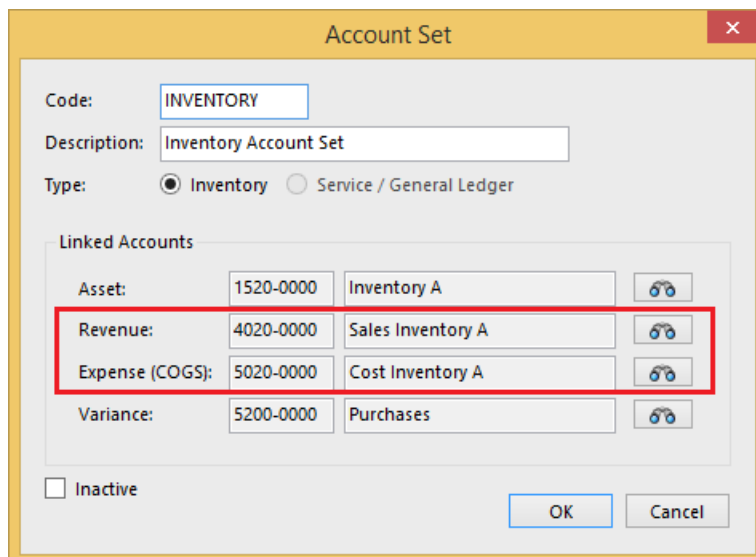 Account Set
Code: INVENTORY
Description: Inventory Account Set
Type: Inventory Service / General Ledger
Linked Accounts
Asset: 1520-0000 Inventory A
Revenue: 4020-0000 Sales Inventory A
Expense (COGS): 5020-0000 Cost Inventory A
Variance: 5200-0000 Purchases
Inactive
OK Cancel